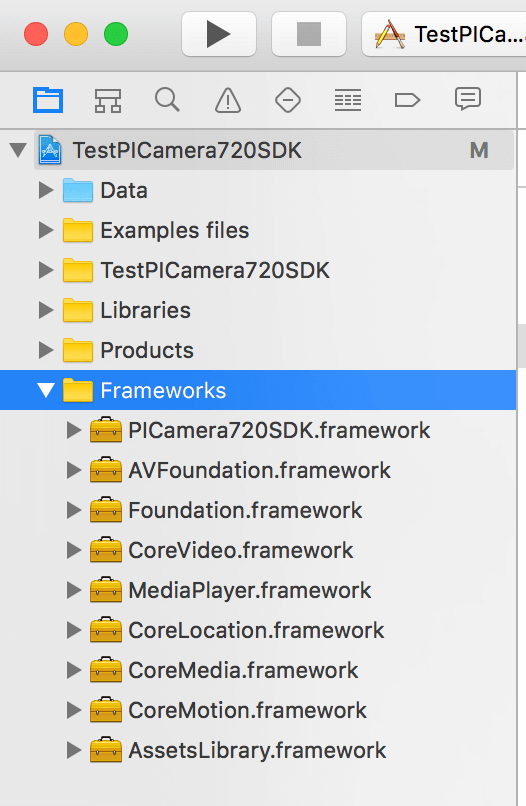 TestPICa...
TestPICamera720SDK M
Data
Examples files
TestPICamera720SDK
Libraries
Products
Frameworks
PICamera720SDK.framework
AVFoundation.framework
Foundation.framework
CoreVideo.framework
MediaPlayer.framework
CoreLocation.framework
CoreMedia.framework
CoreMotion.framework
AssetsLibrary.framework